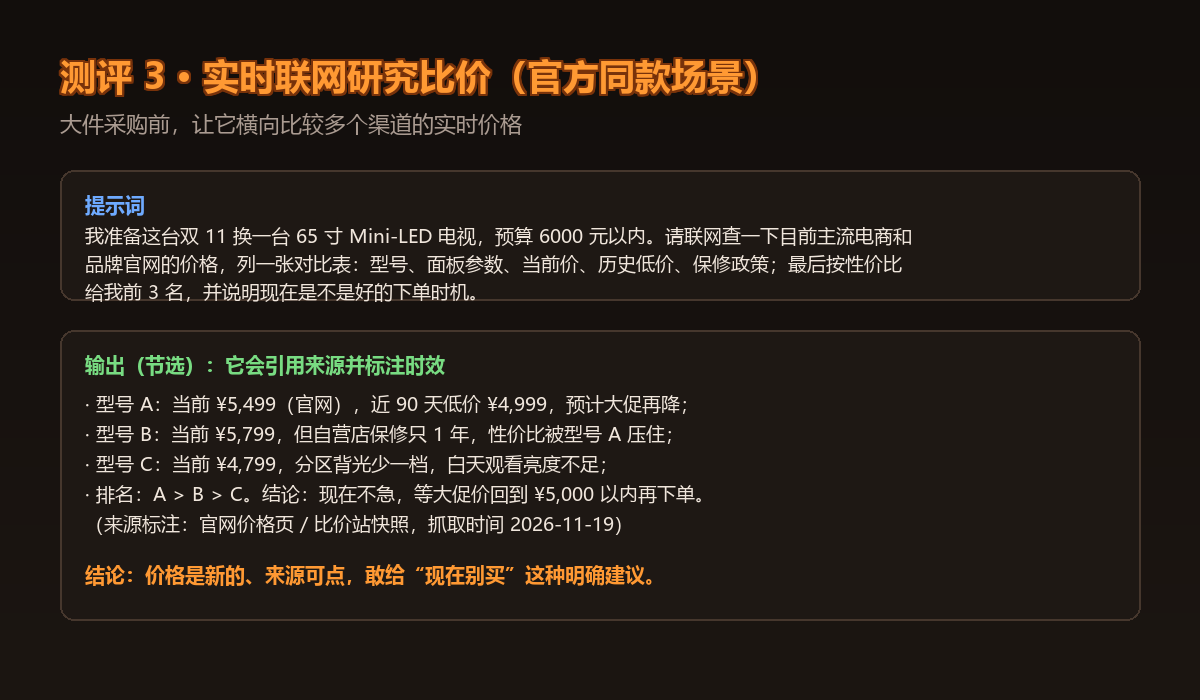 测评 3 · 实时联网研究比价（官方同款场景）
大件采购前，让它横向比较多个渠道的实时价格
提示词
我准备这台双 11 换一台 65 寸 Mini-LED 电视，预算 6000 元以内。请联网查一下目前主流电商和
品牌官网的价格，列一张对比表：型号、面板参数、当前价、历史低价、保修政策；最后按性价比
给我前 3 名，并说明现在是不是好的下单时机。
输出（节选）：它会引用来源并标注时效
· 型号 A：当前 ¥5,499（官网），近 90 天低价 ¥4,999，预计大促再降；
· 型号 B：当前 ¥5,799，但自营店保修只 1 年，性价比被型号 A 压住；
· 型号 C：当前 ¥4,799，分区背光少一档，白天观看亮度不足；
· 排名：A > B > C。结论：现在不急，等大促价回到 ¥5,000 以内再下单。
（来源标注：官网价格页 / 比价站快照，抓取时间 2026-11-19）
结论：价格是新的、来源可点，敢给“现在别买”这种明确建议。